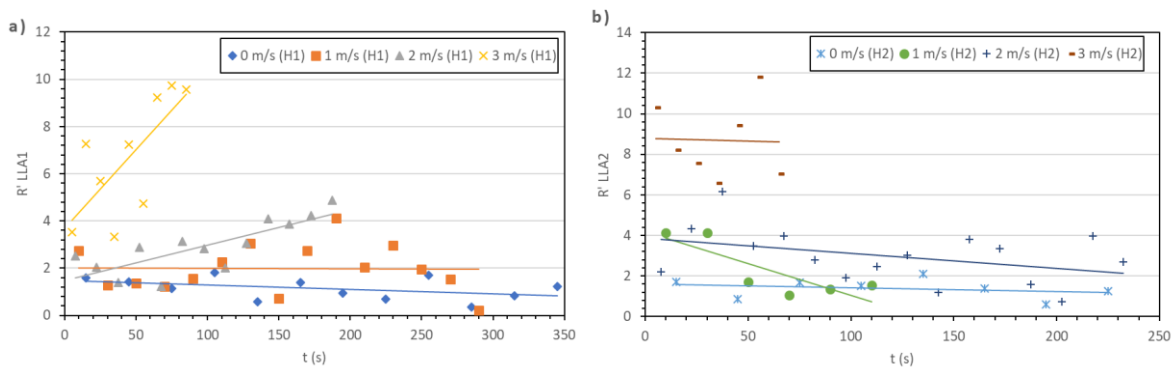 a)
12
10
8
6
4
2
0
R' LLA1
0 m/s (H1) 1 m/s (H1) 2 m/s (H1) 3 m/s (H1)
0 50 100 150 200 250 300 350
t (s)
b)
14
12
10
8
6
4
2
0
R' LLA2
0 m/s (H2) 1 m/s (H2) 2 m/s (H2) 3 m/s (H2)
0 50 100 150 200 250
t (s)